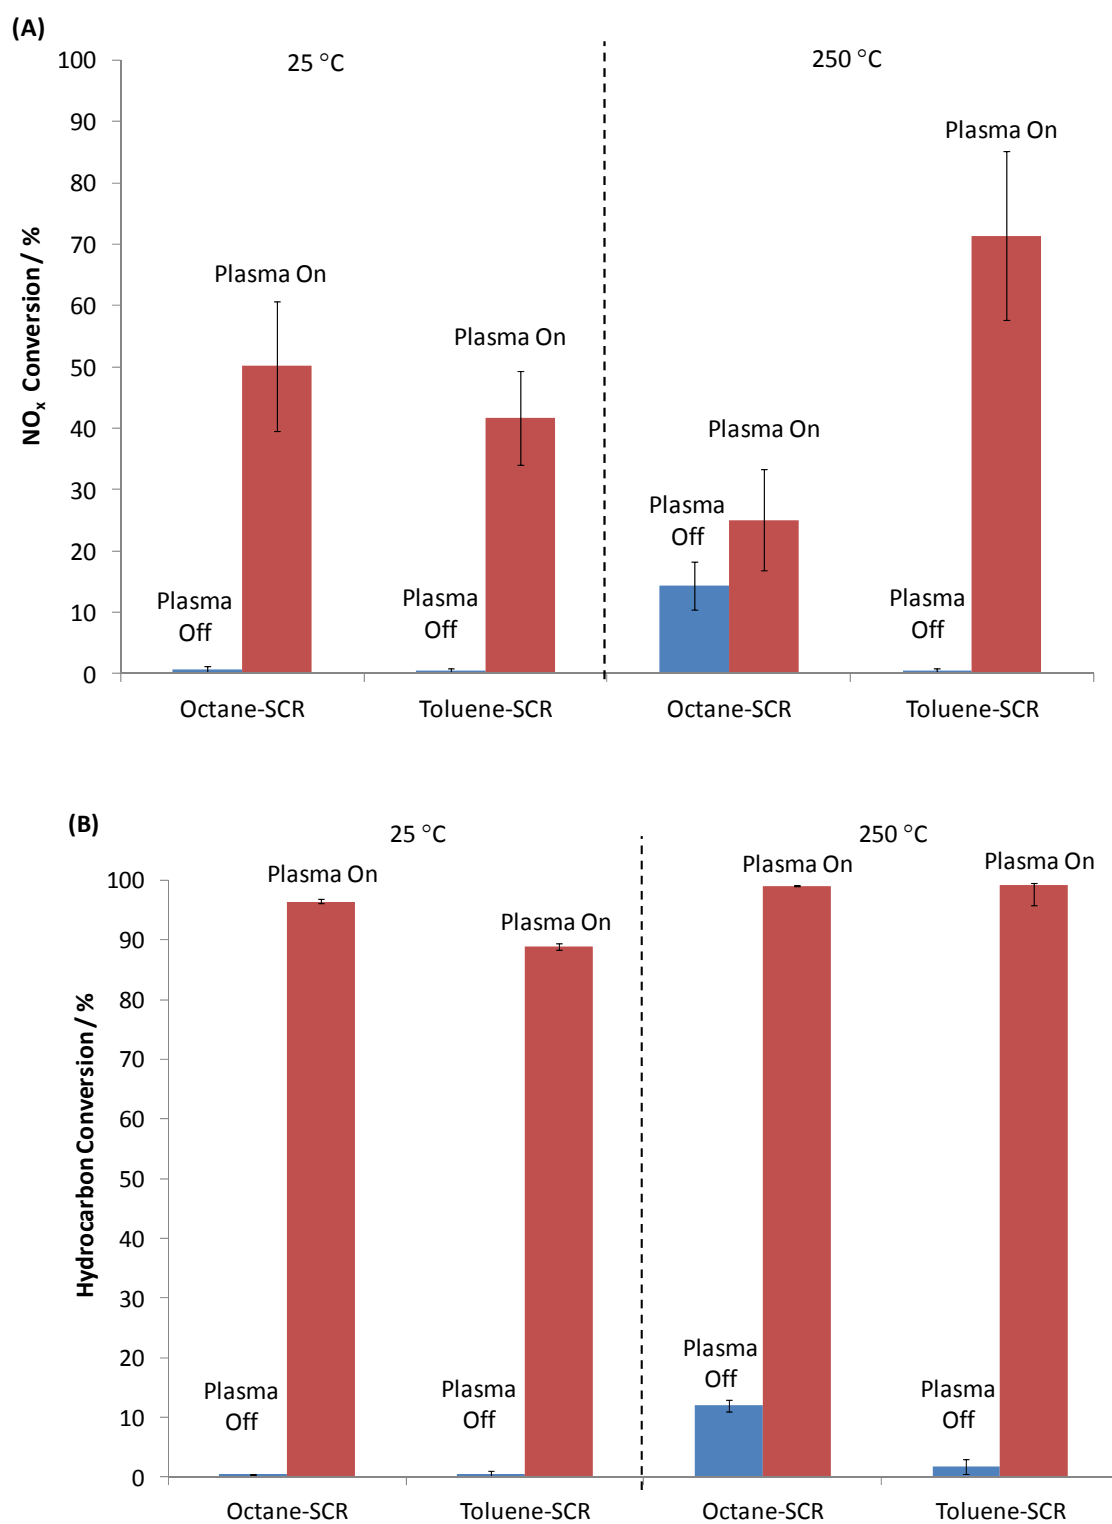 (A)
25 °C
250 °C
100
90
80
70
60
50
40
30
20
10
0
NOx Conversion / %
Plasma Off
Plasma On
Plasma Off
Plasma On
Plasma Off
Plasma On
Plasma Off
Plasma On
Octane-SCR
Toluene-SCR
Octane-SCR
Toluene-SCR
(B)
25 °C
250 °C
100
90
80
70
60
50
40
30
20
10
0
Hydrocarbon Conversion / %
Plasma Off
Plasma On
Plasma Off
Plasma On
Plasma Off
Plasma On
Plasma Off
Plasma On
Octane-SCR
Toluene-SCR
Octane-SCR
Toluene-SCR